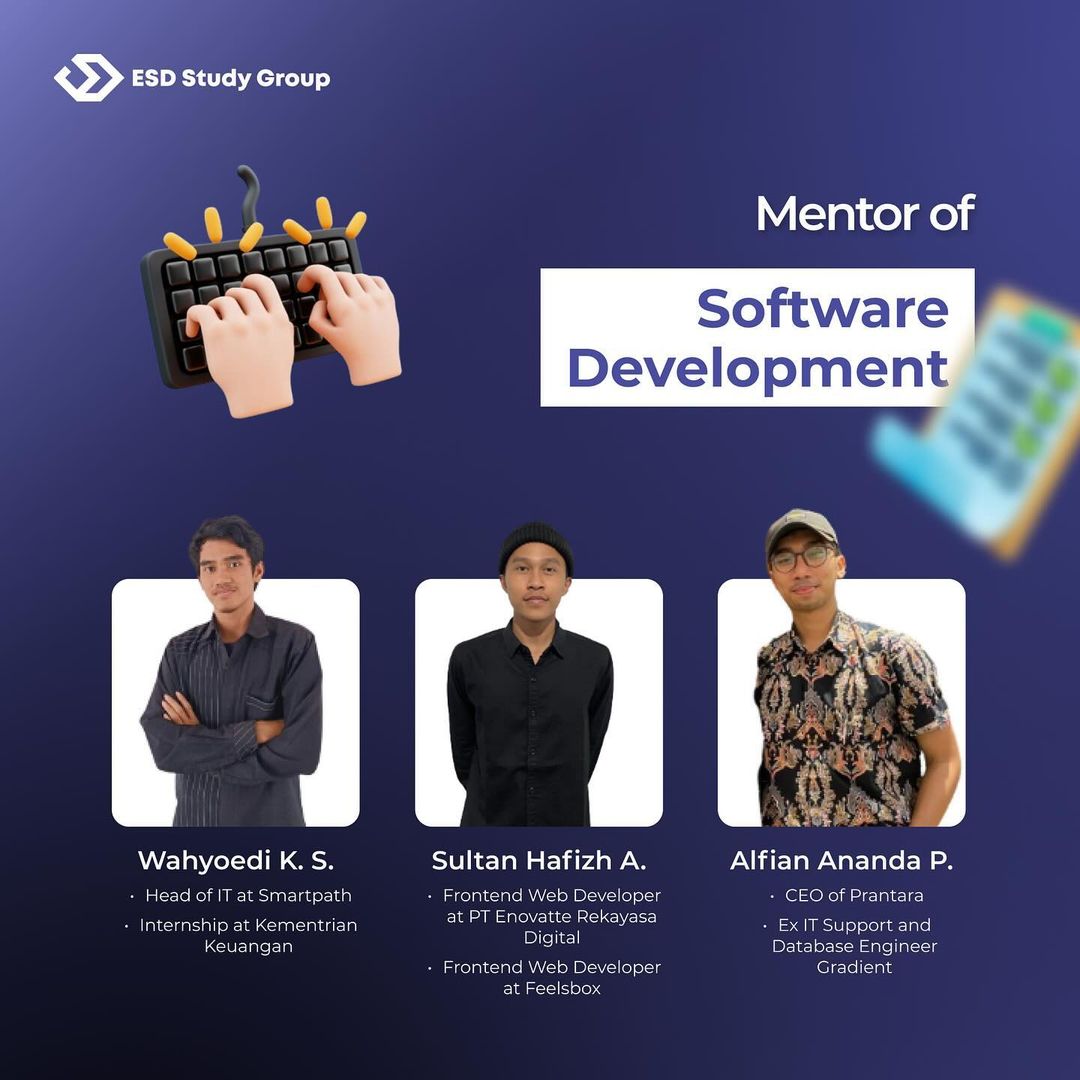 ESD Study Group
Mentor of
Software
Development
Wahyoedi K. S.
• Head of IT at Smartpath
• Internship at Kementrian
Keuangan
Sultan Hafizh A.
• Frontend Web Developer
at PT Enovatte Rekayasa
Digital
• Frontend Web Developer
at Feelsbox
Alfian Ananda P.
• CEO of Prantara
• Ex IT Support and
Database Engineer
Gradient